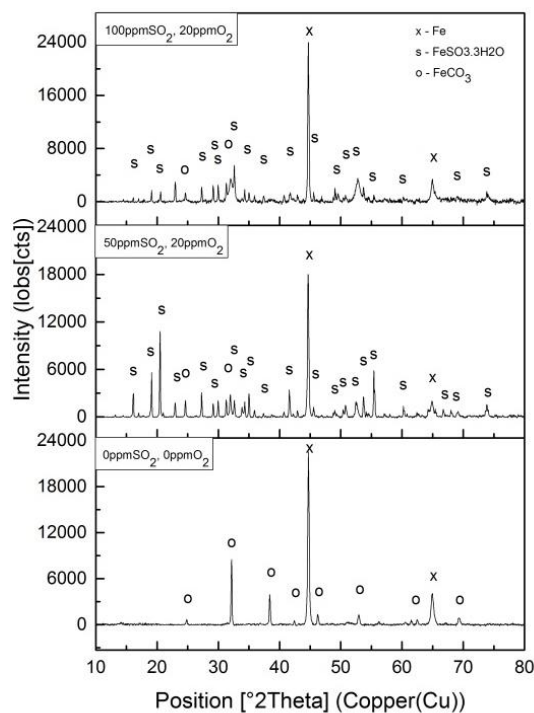 100ppmSO₂, 20ppmO₂
x - Fe
s - FeSO3.3H2O
o - FeCO₃
24000
16000
8000
0
x
s s s o s s s o s s s s s s s s s s x s s
50ppmSO₂, 20ppmO₂
24000
18000
12000
6000
0
x
s s s s o s s o s s s s s s s s s s s x s s s
0ppmSO₂, 0ppmO₂
24000
18000
12000
6000
0
x
o o o o o o x o o
10 20 30 40 50 60 70 80
Intensity (Iobs[cts])
Position [°2Theta] (Copper(Cu))